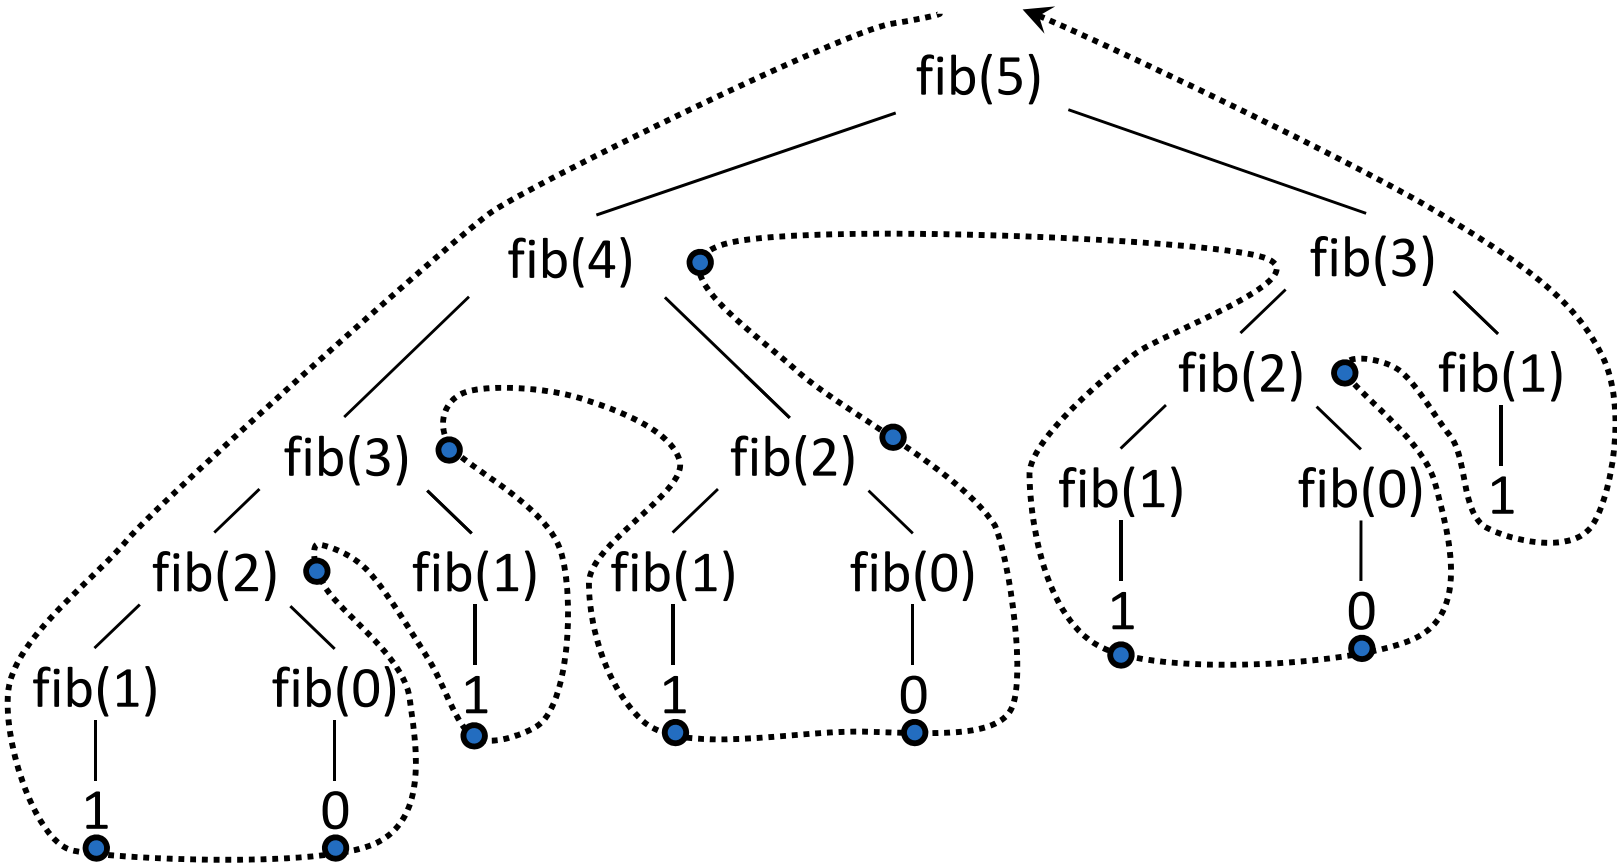 fib(5)
fib(4) fib(3)
fib(2) fib(1)
fib(3) fib(2)
fib(1) fib(0) 1
fib(2) fib(1) fib(1) fib(0)
1 0
fib(1) fib(0) 1 1 0
1 0